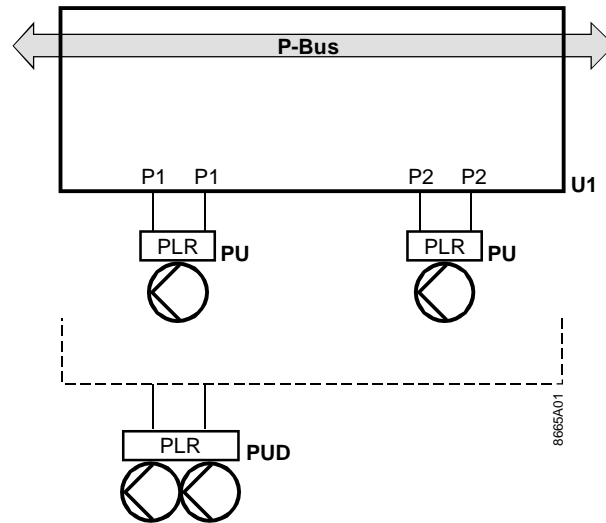 P-Bus
P1 P1 P2 P2
U1
PLR PU PLR PU
8665A01
PLR PUD